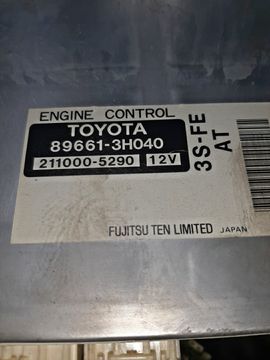 ENGINE CONTROL
TOYOTA
89661-3H040
211000-5290 12V
3S-FE
AT
FUJITSU TEN LIMITED JAPAN